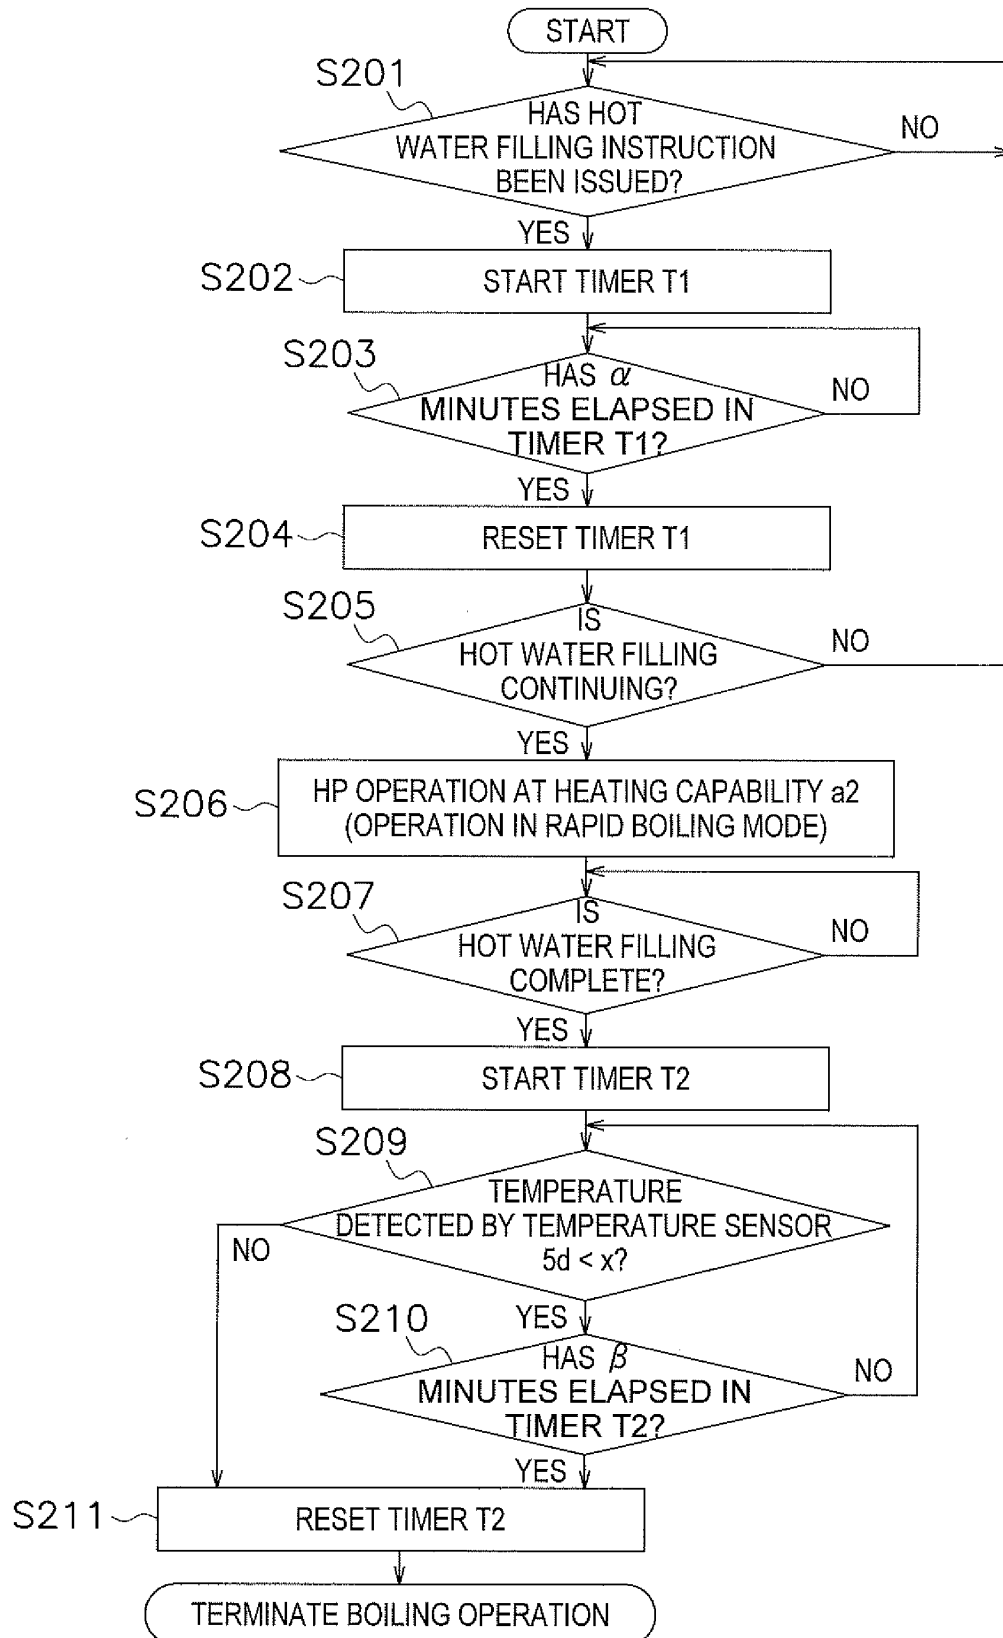 START
S201
HAS HOT
WATER FILLING INSTRUCTION
BEEN ISSUED?
NO
YES
S202
START TIMER T1
S203
HAS α
MINUTES ELAPSED IN
TIMER T1?
NO
YES
S204
RESET TIMER T1
S205
IS
HOT WATER FILLING
CONTINUING?
NO
YES
S206
HP OPERATION AT HEATING CAPABILITY a2
(OPERATION IN RAPID BOILING MODE)
S207
IS
HOT WATER FILLING
COMPLETE?
NO
YES
S208
START TIMER T2
S209
TEMPERATURE
DETECTED BY TEMPERATURE SENSOR
5d < x?
NO
YES
S210
HAS β
MINUTES ELAPSED IN
TIMER T2?
NO
YES
S211
RESET TIMER T2
TERMINATE BOILING OPERATION